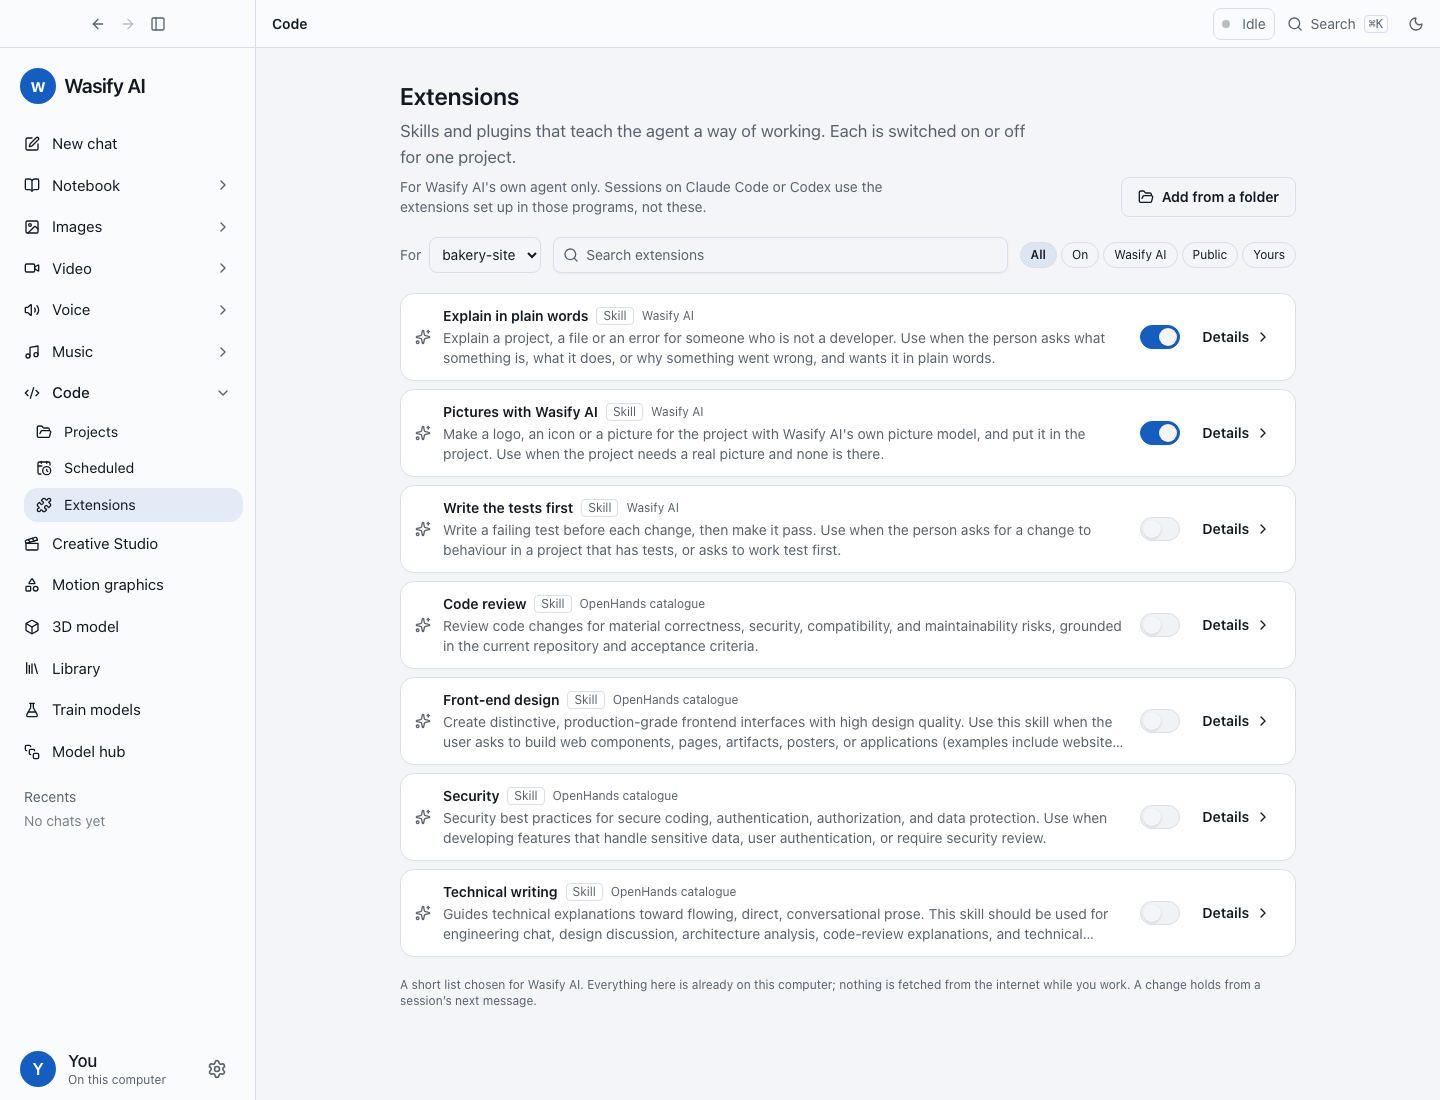 Code
Idle
Search ⌘K
W
Wasify AI
New chat
Notebook
Images
Video
Voice
Music
Code
Projects
Scheduled
Extensions
Creative Studio
Motion graphics
3D model
Library
Train models
Model hub
Recents
No chats yet
Y
You
On this computer
Extensions
Skills and plugins that teach the agent a way of working. Each is switched on or off
for one project.
For Wasify AI's own agent only. Sessions on Claude Code or Codex use the
extensions set up in those programs, not these.
Add from a folder
For bakery-site
Search extensions
All On Wasify AI Public Yours
Explain in plain words Skill Wasify AI
Explain a project, a file or an error for someone who is not a developer. Use when the person asks what
something is, what it does, or why something went wrong, and wants it in plain words.
Details
Pictures with Wasify AI Skill Wasify AI
Make a logo, an icon or a picture for the project with Wasify AI's own picture model, and put it in the
project. Use when the project needs a real picture and none is there.
Details
Write the tests first Skill Wasify AI
Write a failing test before each change, then make it pass. Use when the person asks for a change to
behaviour in a project that has tests, or asks to work test first.
Details
Code review Skill OpenHands catalogue
Review code changes for material correctness, security, compatibility, and maintainability risks, grounded
in the current repository and acceptance criteria.
Details
Front-end design Skill OpenHands catalogue
Create distinctive, production-grade frontend interfaces with high design quality. Use this skill when the
user asks to build web components, pages, artifacts, posters, or applications (examples include website...
Details
Security Skill OpenHands catalogue
Security best practices for secure coding, authentication, authorization, and data protection. Use when
developing features that handle sensitive data, user authentication, or require security review.
Details
Technical writing Skill OpenHands catalogue
Guides technical explanations toward flowing, direct, conversational prose. This skill should be used for
engineering chat, design discussion, architecture analysis, code-review explanations, and technical...
Details
A short list chosen for Wasify AI. Everything here is already on this computer; nothing is fetched from the internet while you work. A change holds from a
session's next message.